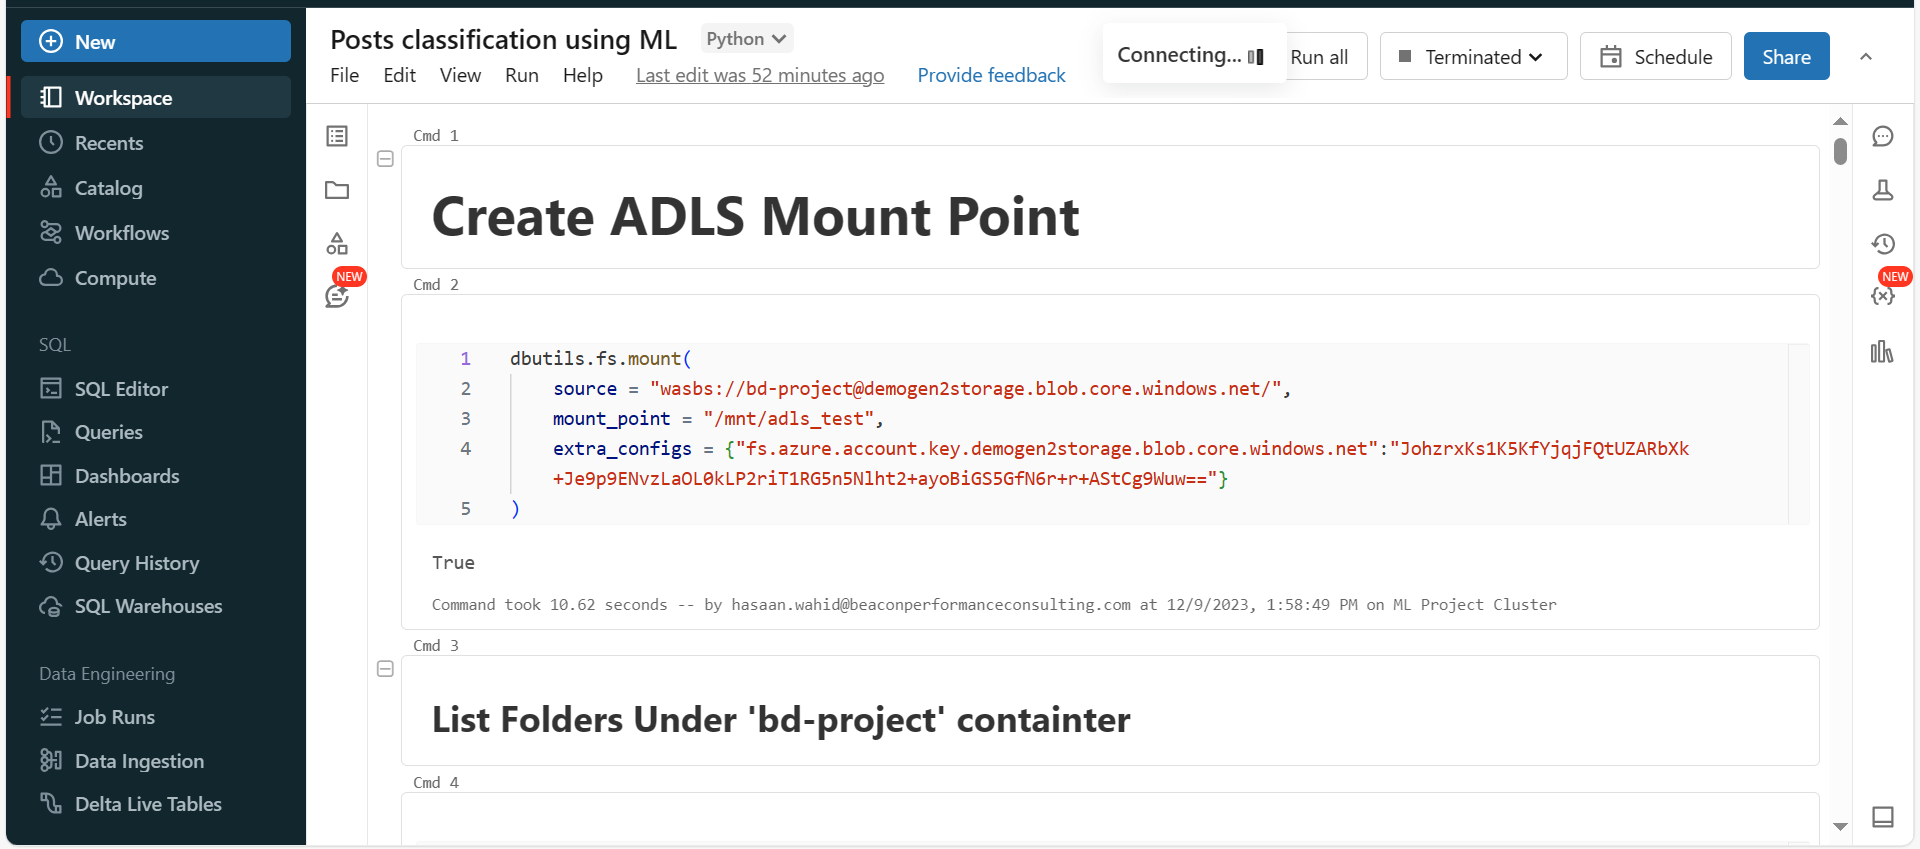 New
Workspace
Recents
Catalog
Workflows
Compute
SQL
SQL Editor
Queries
Dashboards
Alerts
Query History
SQL Warehouses
Data Engineering
Job Runs
Data Ingestion
Delta Live Tables
Posts classification using ML
Python
File Edit View Run Help Last edit was 52 minutes ago Provide feedback
Connecting... Run all Terminated Schedule Share
NEW
NEW
Cmd 1
Create ADLS Mount Point
Cmd 2
1 dbutils.fs.mount(
2 source = "wasbs://bd-project@demogen2storage.blob.core.windows.net/",
3 mount_point = "/mnt/adls_test",
4 extra_configs = {"fs.azure.account.key.demogen2storage.blob.core.windows.net":"JohzrxKs1K5KfYjqjFQtUZARbXk
+Je9p9ENvzLaOL0kLP2riT1RG5n5Nlht2+ayoBiGS5GfN6r+r+AStCg9Wuw=="}
5 )
True
Command took 10.62 seconds -- by hasaan.wahid@beaconperformanceconsulting.com at 12/9/2023, 1:58:49 PM on ML Project Cluster
Cmd 3
List Folders Under 'bd-project' containter
Cmd 4